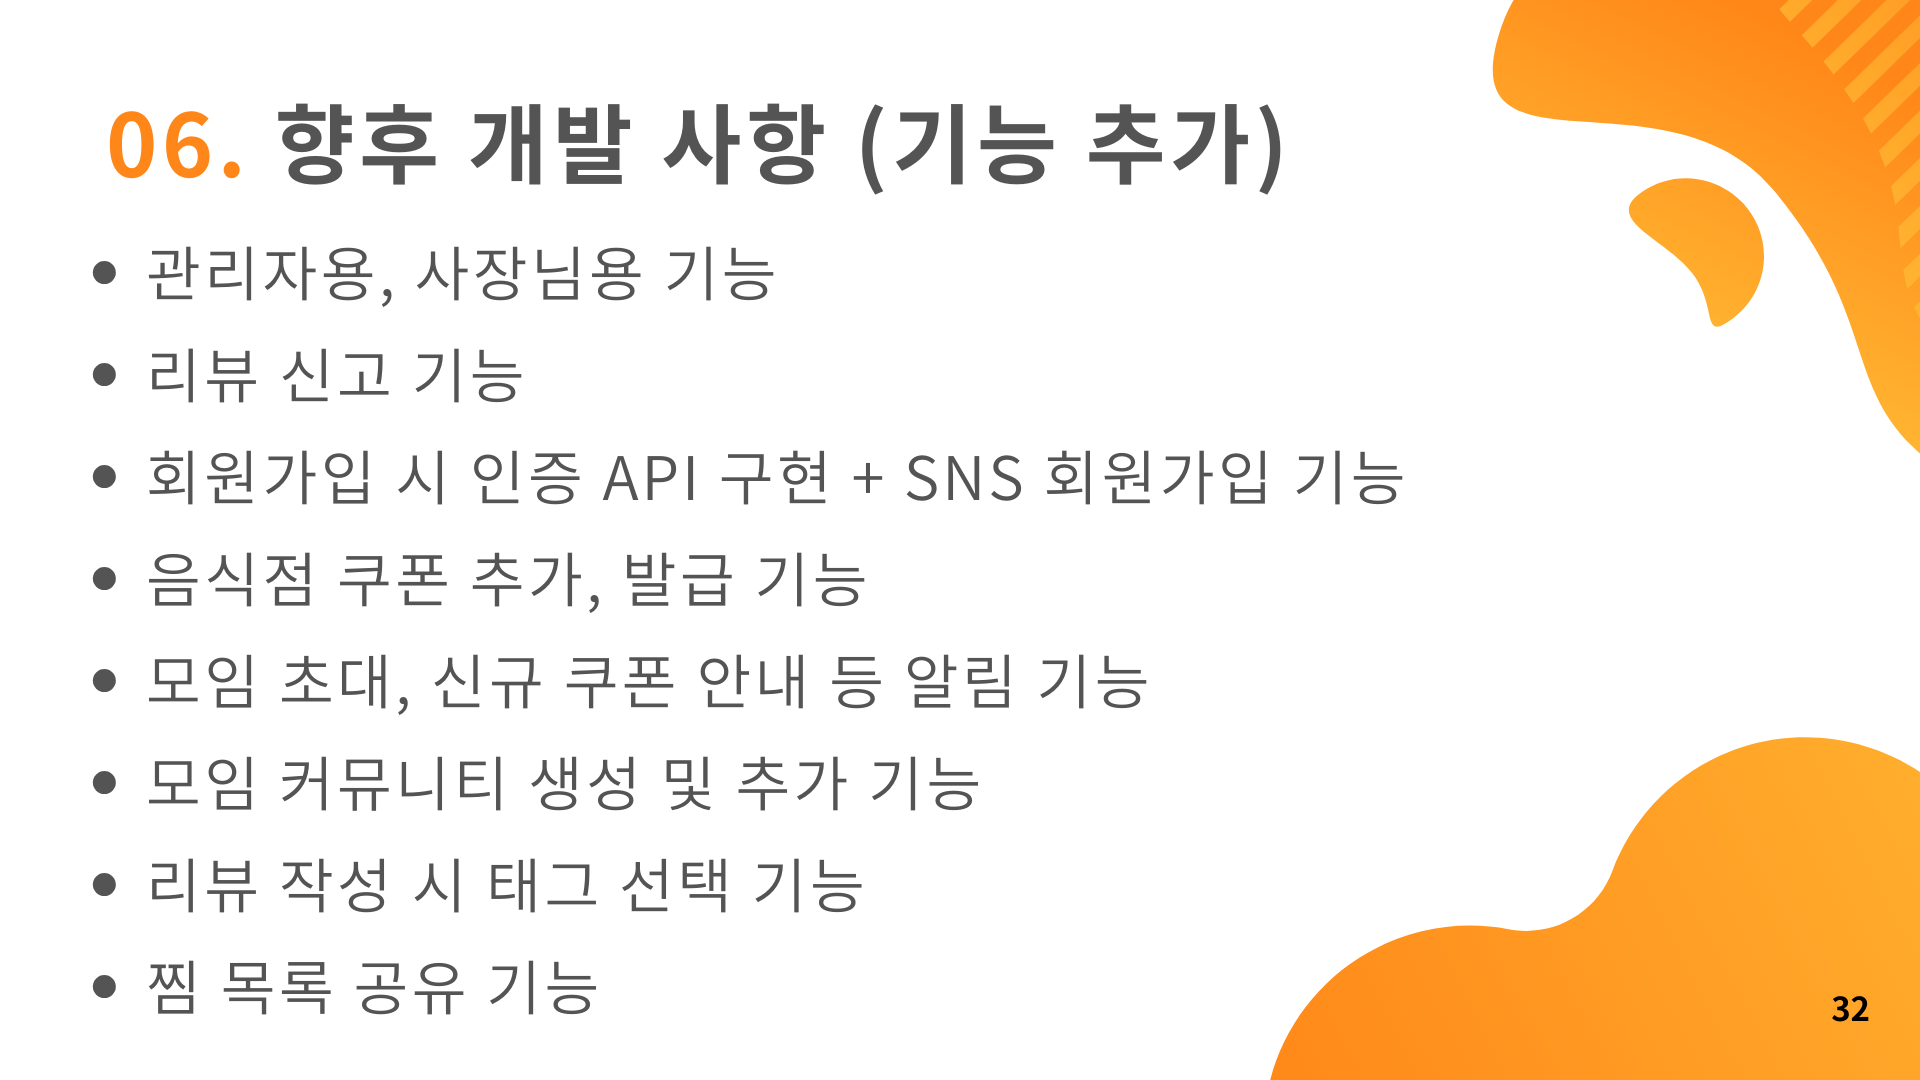 06. 향후 개발 사항 (기능 추가)
• 관리자용, 사장님용 기능
• 리뷰 신고 기능
• 회원가입 시 인증 API 구현 + SNS 회원가입 기능
• 음식점 쿠폰 추가, 발급 기능
• 모임 초대, 신규 쿠폰 안내 등 알림 기능
• 모임 커뮤니티 생성 및 추가 기능
• 리뷰 작성 시 태그 선택 기능
• 찜 목록 공유 기능
32